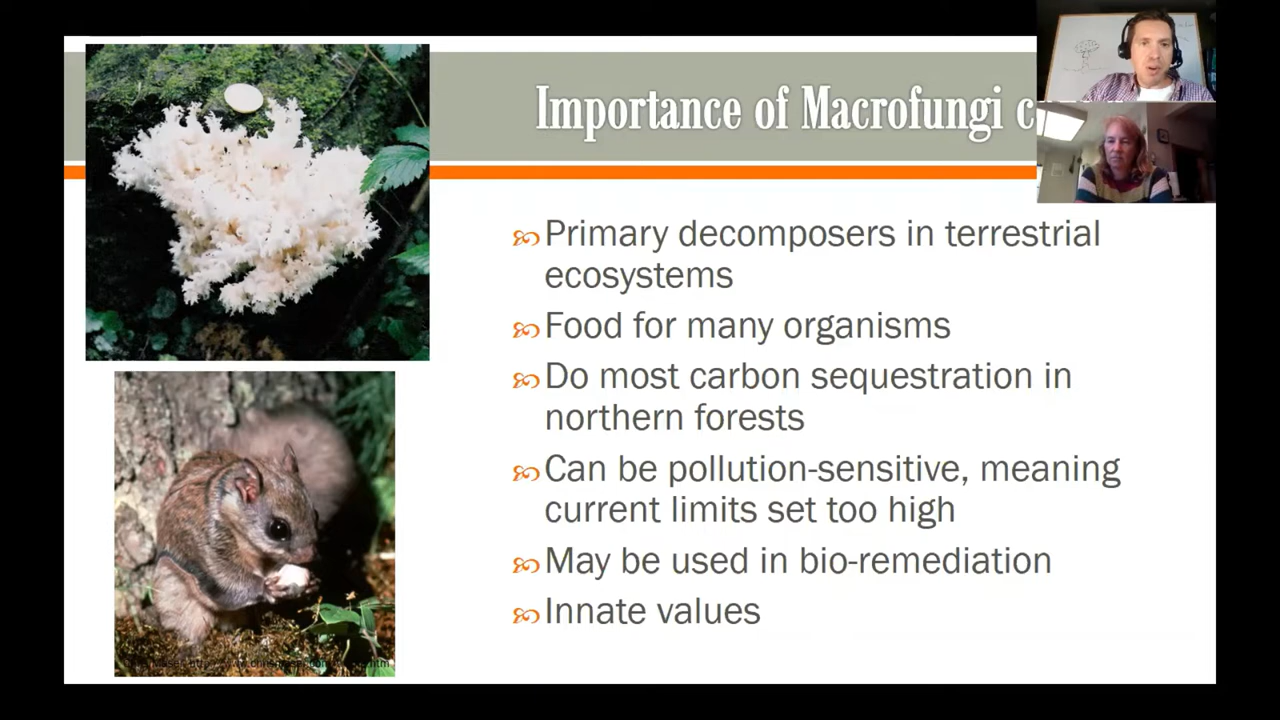 Importance of Macrofungi c
Primary decomposers in terrestrial
ecosystems
Food for many organisms
Do most carbon sequestration in
northern forests
Can be pollution-sensitive, meaning
current limits set too high
May be used in bio-remediation
Innate values